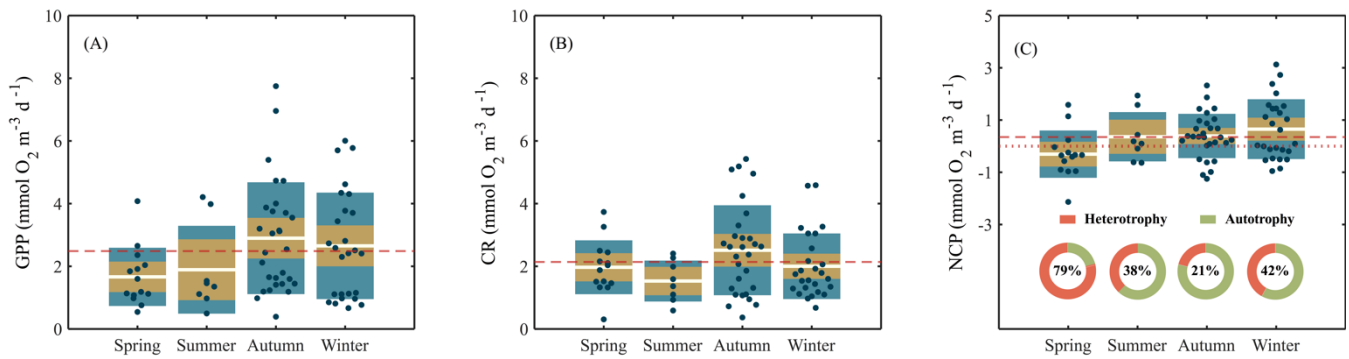 (A)
GPP (mmol O2 m-3 d-1)
10
8
6
4
2
0
Spring Summer Autumn Winter
(B)
CR (mmol O2 m-3 d-1)
10
8
6
4
2
0
Spring Summer Autumn Winter
(C)
NCP (mmol O2 m-3 d-1)
5
3
1
-1
-3
Heterotrophy Autotrophy
79% 38% 21% 42%
Spring Summer Autumn Winter